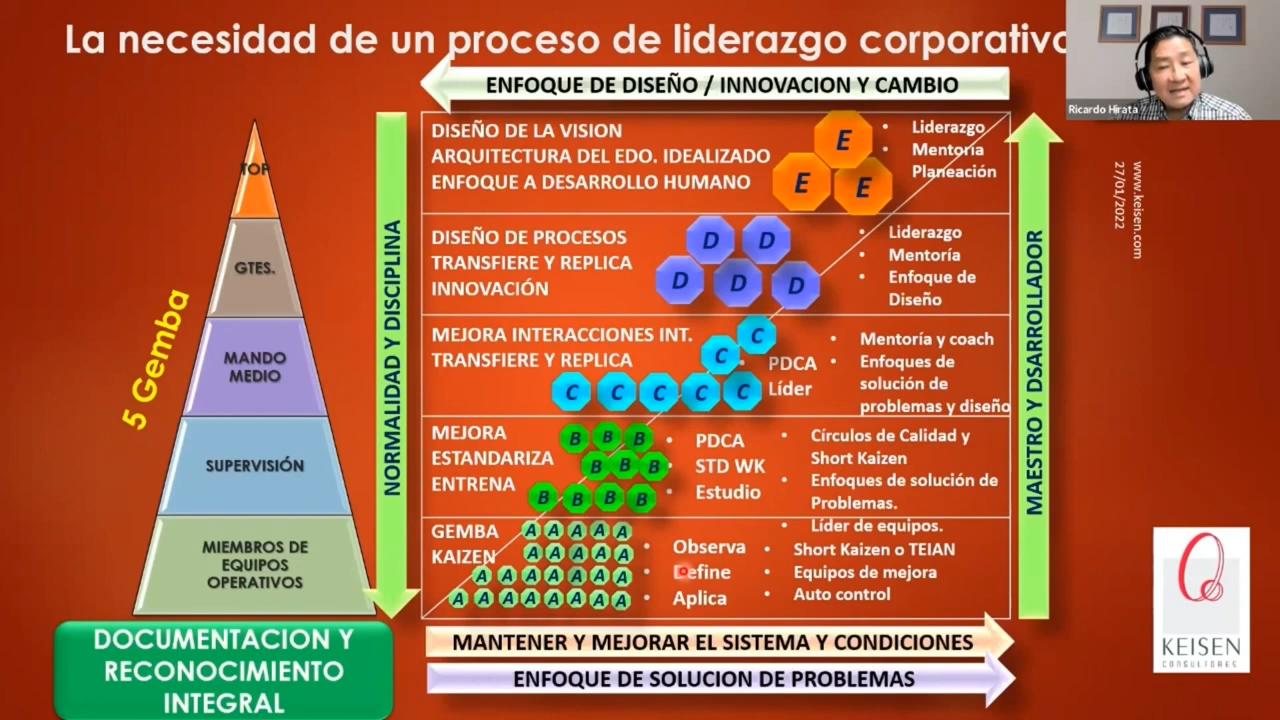 La necesidad de un proceso de liderazgo corporativo
Ricardo Hirata
ENFOQUE DE DISEÑO / INNOVACION Y CAMBIO
www.keisen.com
27/01/2022
5 Gemba
TOP
GTES.
MANDO
MEDIO
SUPERVISIÓN
MIEMBROS DE
EQUIPOS
OPERATIVOS
NORMALIDAD Y DISCIPLINA
DISEÑO DE LA VISION
ARQUITECTURA DEL EDO. IDEALIZADO
ENFOQUE A DESARROLLO HUMANO
E
E E
• Liderazgo
• Mentoría
Planeación
DISEÑO DE PROCESOS
TRANSFIERE Y REPLICA
INNOVACIÓN
D D
D D D
• Liderazgo
• Mentoría
• Enfoque de
Diseño
MEJORA INTERACCIONES INT.
TRANSFIERE Y REPLICA
C
C
C C C C C
• PDCA
Líder
• Mentoría y coach
• Enfoques de
solución de
problemas y diseño
MEJORA
ESTANDARIZA
ENTRENA
B B B
B B B
B B B B
• PDCA
• STD WK
• Estudio
• Círculos de Calidad y
Short Kaizen
• Enfoques de solución de
Problemas.
• Líder de equipos.
GEMBA
KAIZEN
A A A A A
A A A A A
A A A A A A A
A A A A A A A A
• Observa
• Define
• Aplica
• Short Kaizen o TEIAN
• Equipos de mejora
• Auto control
MAESTRO Y DSARROLLADOR
DOCUMENTACION Y
RECONOCIMIENTO
INTEGRAL
MANTENER Y MEJORAR EL SISTEMA Y CONDICIONES
ENFOQUE DE SOLUCION DE PROBLEMAS
KEISEN
CONSULTORES